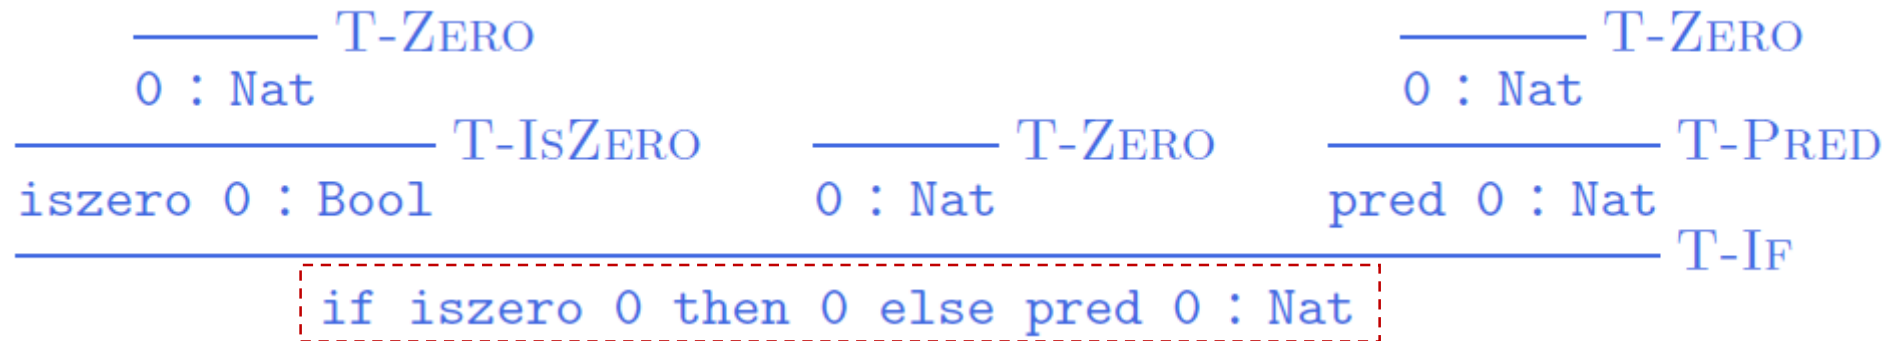 T-ZERO T-ZERO
0 : Nat 0 : Nat
T-ISZERO T-ZERO T-PRED
iszero 0 : Bool 0 : Nat pred 0 : Nat
T-IF
if iszero 0 then 0 else pred 0 : Nat